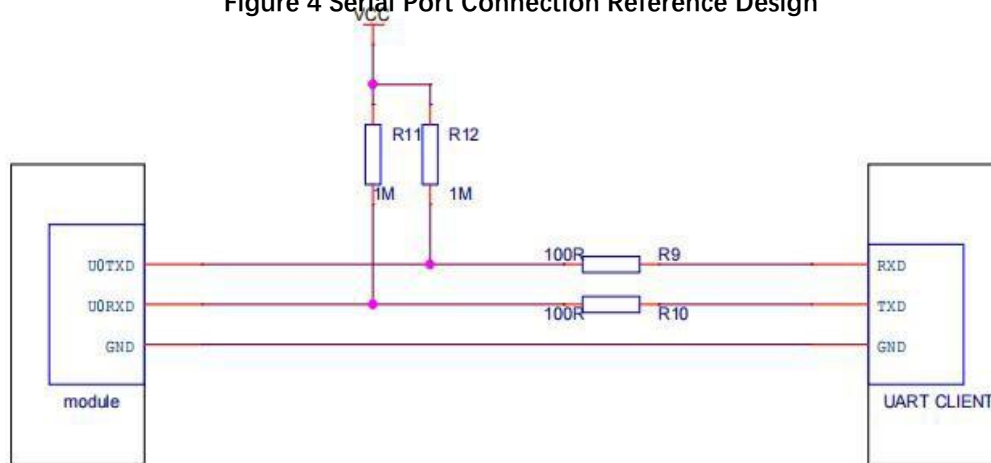 Figure 4 Serial Port Connection Reference Design
VCC
R11
R12
1M
1M
U0TXD
100R
R9
RXD
U0RXD
100R
R10
TXD
GND
GND
module
UART CLIENT